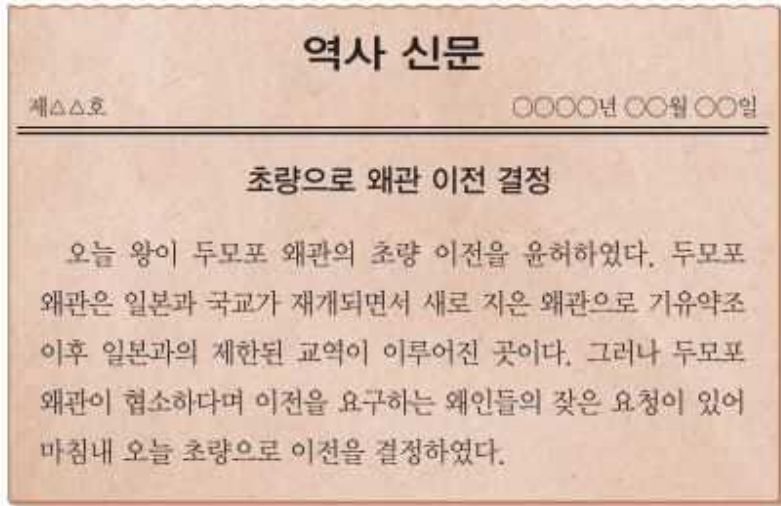 역사 신문
제△△호 ○○○○년 ○○월 ○○일
초량으로 왜관 이전 결정
오늘 왕이 두모포 왜관의 초량 이전을 윤허하였다. 두모포
왜관은 일본과 국교가 재개되면서 새로 지은 왜관으로 기유약조
이후 일본과의 제한된 교역이 이루어진 곳이다. 그러나 두모포
왜관이 협소하다며 이전을 요구하는 왜인들의 잦은 요청이 있어
마침내 오늘 초량으로 이전을 결정하였다.